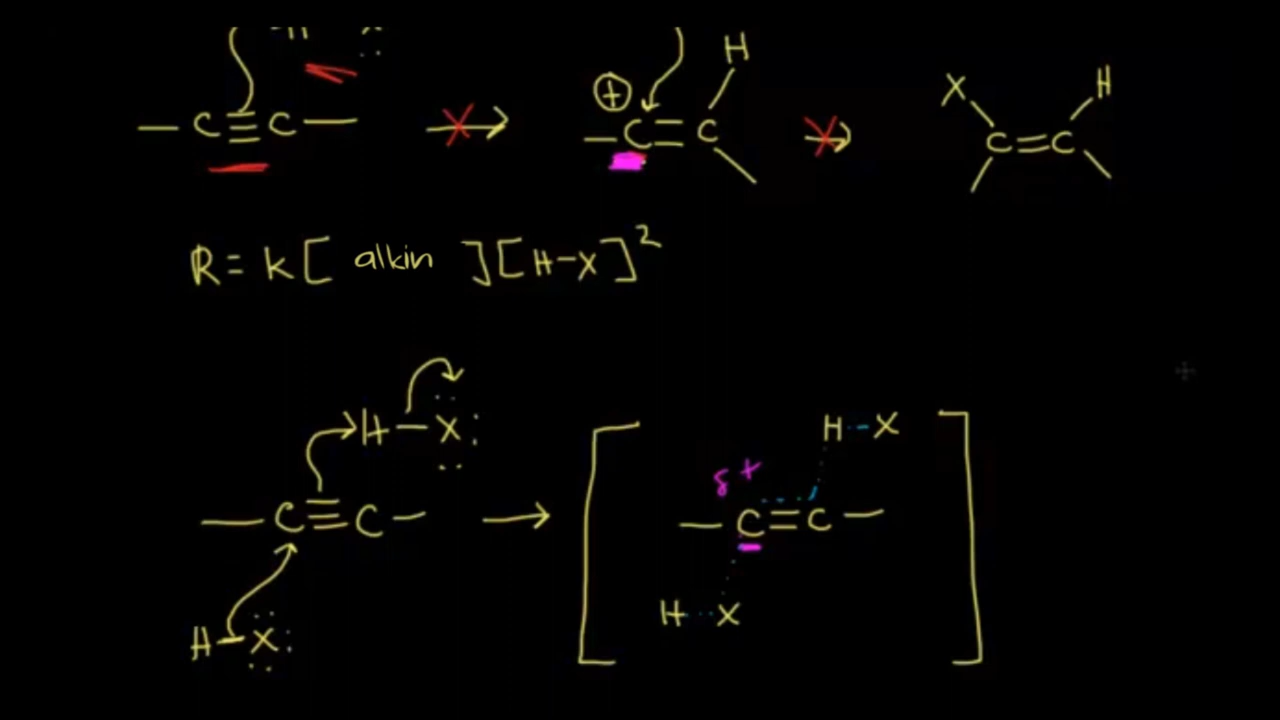 H X
— C ≡ C — → ⊕ — C = C H → X C = C H
R = k [ alkin ] [ H – X ]²
H — X
— C ≡ C — → [ — C = C — ] δ+ H -- X
H — X H -- X